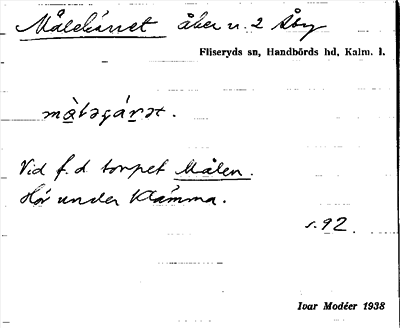 Målekärret åker n. 2 Åby
Fliseryds sn, Handbörds hd, Kalm. l.
Vid f.d torpet Målen.
Hör under Klämma.
s. 92.
Ivar Modéer 1938